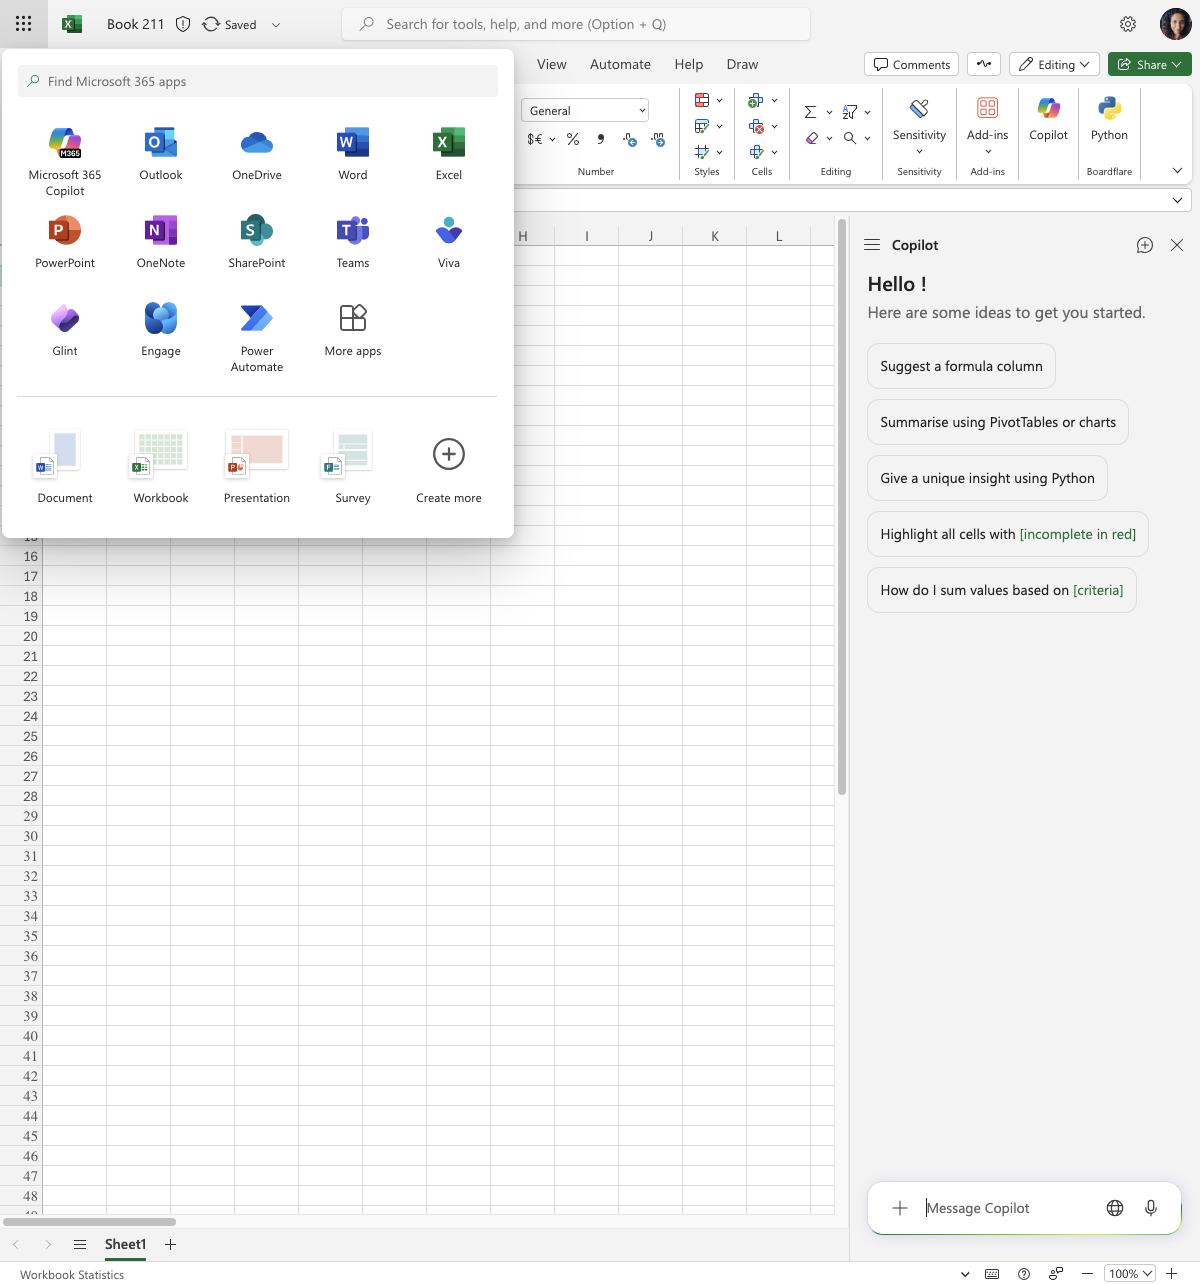 Book 211
Saved
Search for tools, help, and more (Option + Q)
Find Microsoft 365 apps
M365
Microsoft 365
Copilot
Outlook
OneDrive
Word
Excel
PowerPoint
OneNote
SharePoint
Teams
Viva
Glint
Engage
Power
Automate
More apps
Document
Workbook
Presentation
Survey
Create more
View
Automate
Help
Draw
Comments
Editing
Share
General
$€
%
Number
Styles
Cells
Editing
Sensitivity
Sensitivity
Add-ins
Add-ins
Copilot
Python
Boardflare
H
I
J
K
L
16
17
18
19
20
21
22
23
24
25
26
27
28
29
30
31
32
33
34
35
36
37
38
39
40
41
42
43
44
45
46
47
48
Copilot
Hello !
Here are some ideas to get you started.
Suggest a formula column
Summarise using PivotTables or charts
Give a unique insight using Python
Highlight all cells with [incomplete in red]
How do I sum values based on [criteria]
Message Copilot
Sheet1
Workbook Statistics
100%